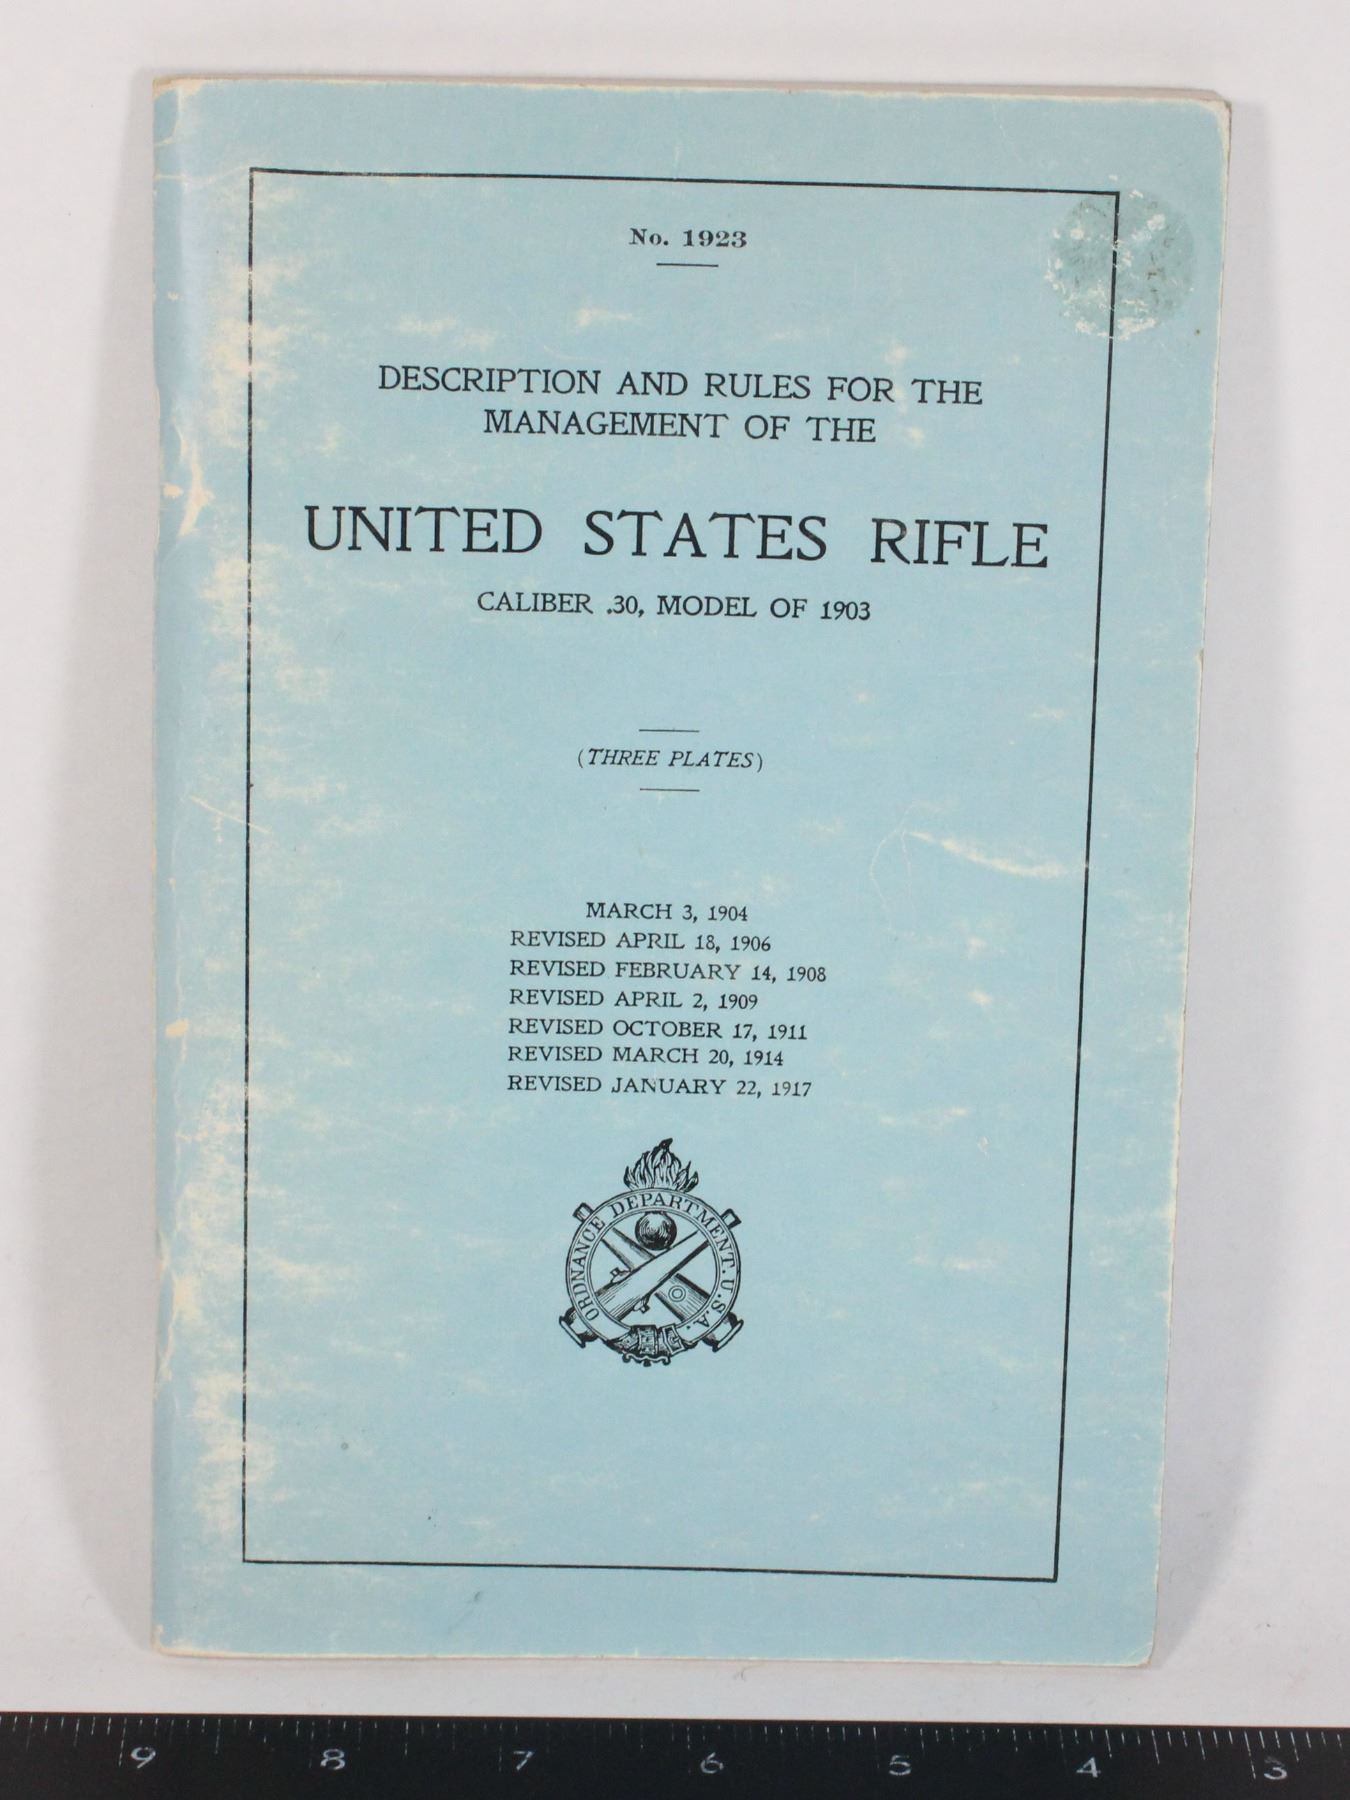 No. 1923
DESCRIPTION AND RULES FOR THE
MANAGEMENT OF THE
UNITED STATES RIFLE
CALIBER .30, MODEL OF 1903
(THREE PLATES)
MARCH 3, 1904
REVISED APRIL 18, 1906
REVISED FEBRUARY 14, 1908
REVISED APRIL 2, 1909
REVISED OCTOBER 17, 1911
REVISED MARCH 20, 1914
REVISED JANUARY 22, 1917
ORDNANCE DEPARTMENT. U.S.A.
9 8 7 6 5 4 3